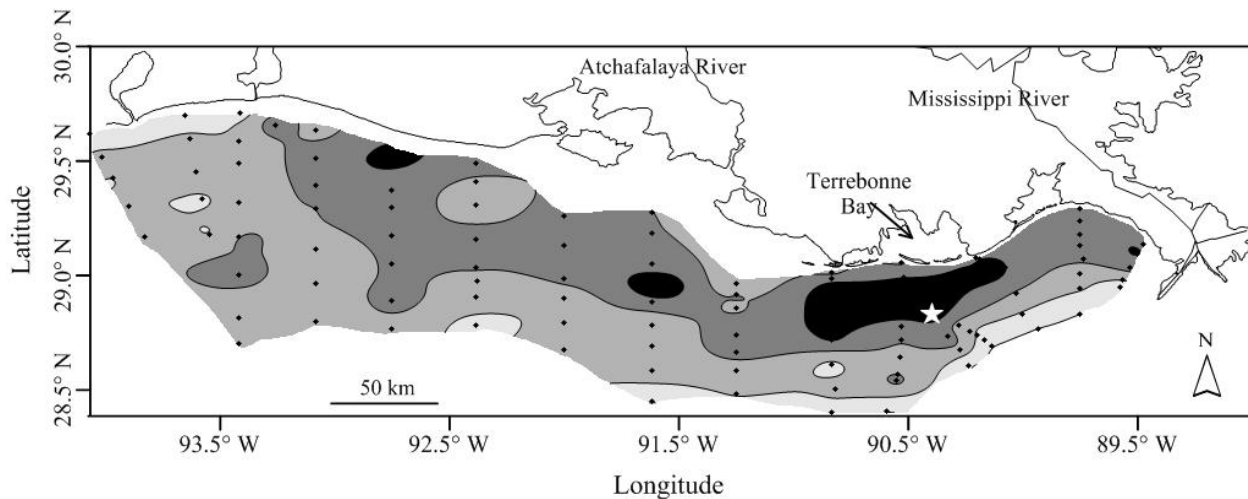 30.0° N
29.5° N
29.0° N
28.5° N
Latitude
Atchafalaya River
Mississippi River
Terrebonne
Bay
N
50 km
93.5° W
92.5° W
91.5° W
90.5° W
89.5° W
Longitude